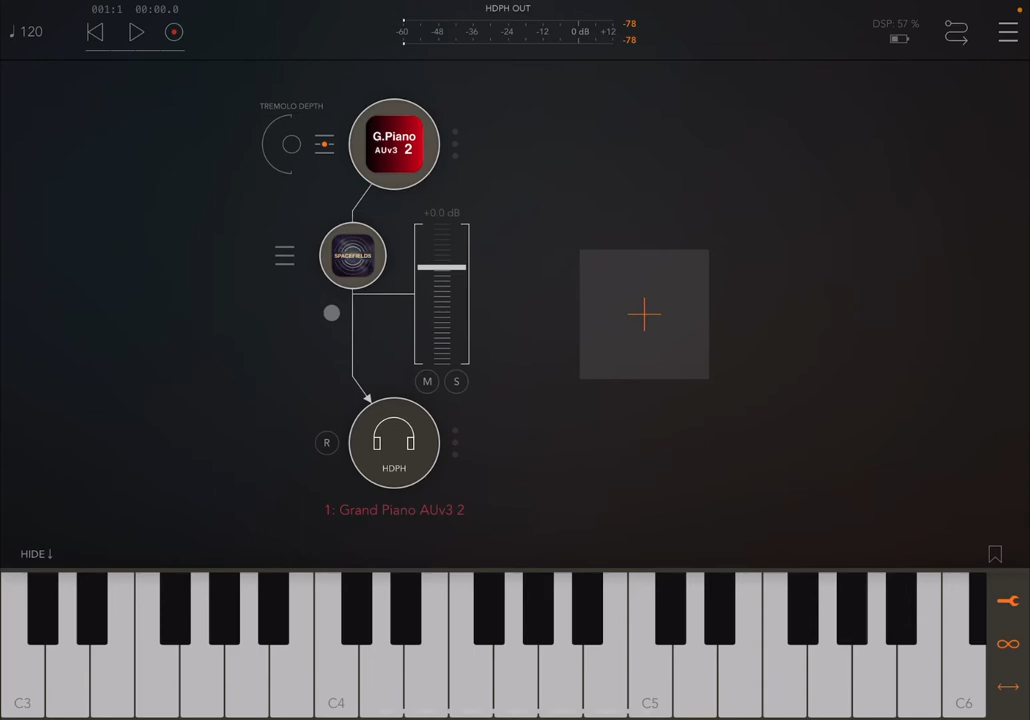 001:1 00:00.0
120
HDPH OUT
-60 -48 -36 -24 -12 0 dB +12
-78
-78
DSP: 57 %
TREMOLO DEPTH
G.Piano
AUv3 2
+0.0 dB
SPACEFIELDS
M S
R
HDPH
1: Grand Piano AUv3 2
HIDE↓
C3 C4 C5 C6